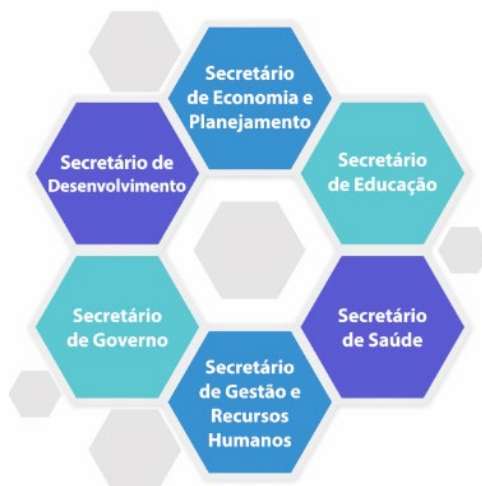 Secretário
de Economia e
Planejamento
Secretário de
Desenvolvimento
Secretário
de Educação
Secretário
de Governo
Secretário
de Saúde
Secretário
de Gestão e
Recursos
Humanos